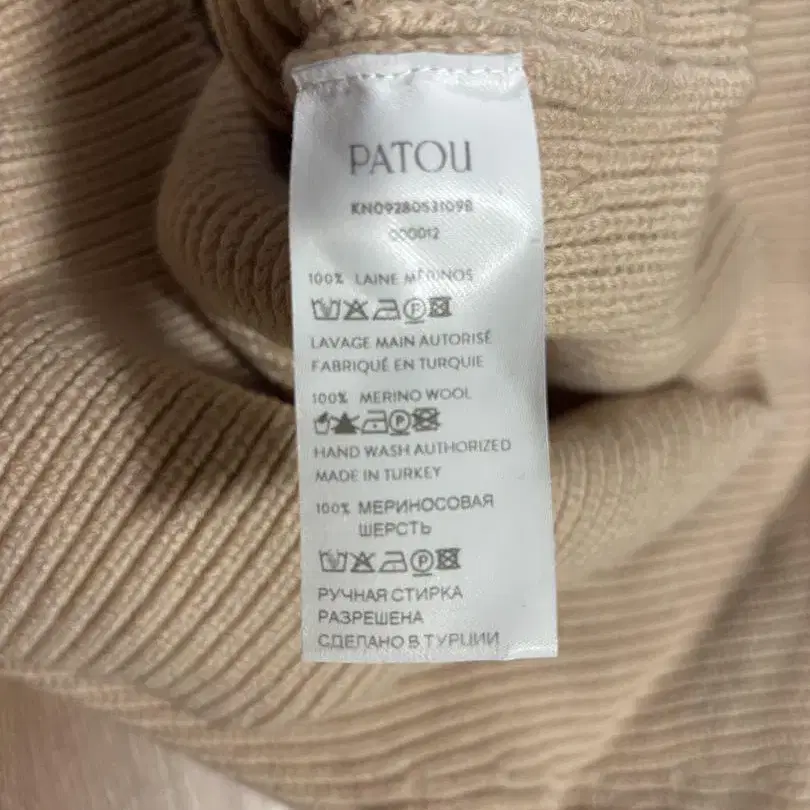 PATOU
KN09280531098
000012
100% LAINE MERINOS
LAVAGE MAIN AUTORISÉ
FABRIQUÉ EN TURQUIE
100% MERINO WOOL
HAND WASH AUTHORIZED
MADE IN TURKEY
100% МЕРИНОСОВАЯ
ШЕРСТЬ
РУЧНАЯ СТИРКА
РАЗРЕШЕНА
СДЕЛАНО В ТУРЦИИ